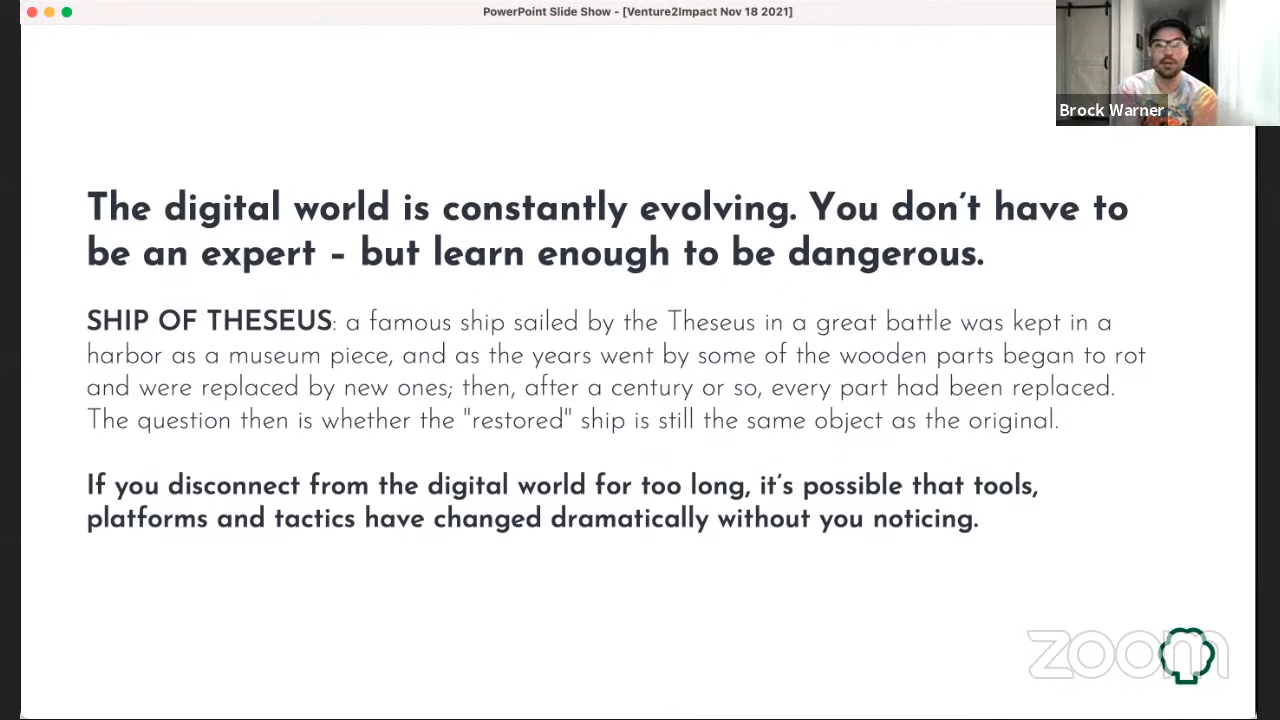 PowerPoint Slide Show - [Venture2Impact Nov 18 2021]
Brock Warner
The digital world is constantly evolving. You don’t have to
be an expert – but learn enough to be dangerous.
SHIP OF THESEUS: a famous ship sailed by the Theseus in a great battle was kept in a
harbor as a museum piece, and as the years went by some of the wooden parts began to rot
and were replaced by new ones; then, after a century or so, every part had been replaced.
The question then is whether the "restored" ship is still the same object as the original.
If you disconnect from the digital world for too long, it’s possible that tools,
platforms and tactics have changed dramatically without you noticing.
zoom